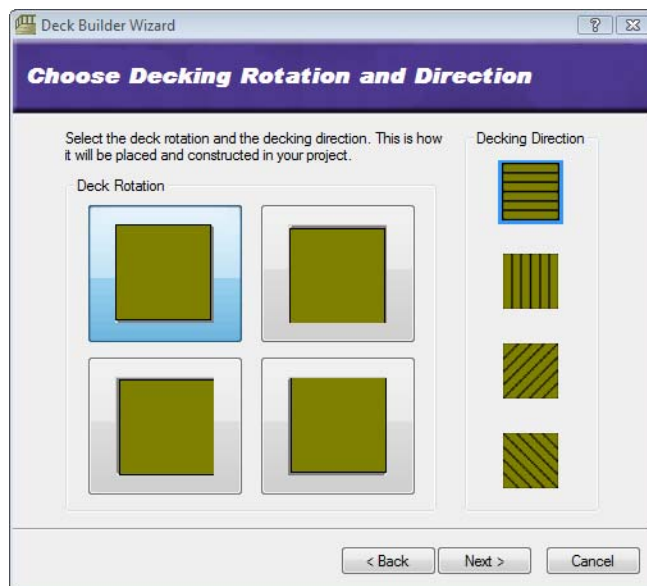 Deck Builder Wizard
?
Choose Decking Rotation and Direction
Select the deck rotation and the decking direction. This is how
it will be placed and constructed in your project.
Deck Rotation
Decking Direction
< Back
Next >
Cancel